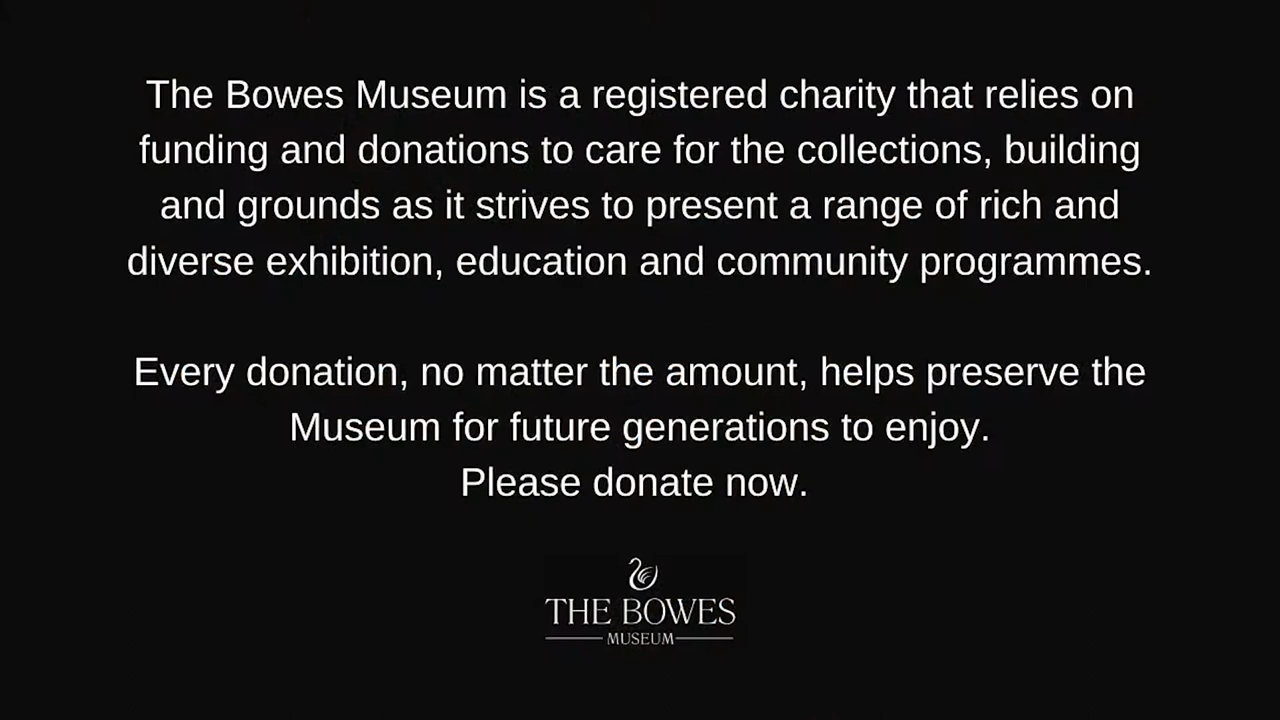 The Bowes Museum is a registered charity that relies on
funding and donations to care for the collections, building
and grounds as it strives to present a range of rich and
diverse exhibition, education and community programmes.
Every donation, no matter the amount, helps preserve the
Museum for future generations to enjoy.
Please donate now.
THE BOWES
MUSEUM